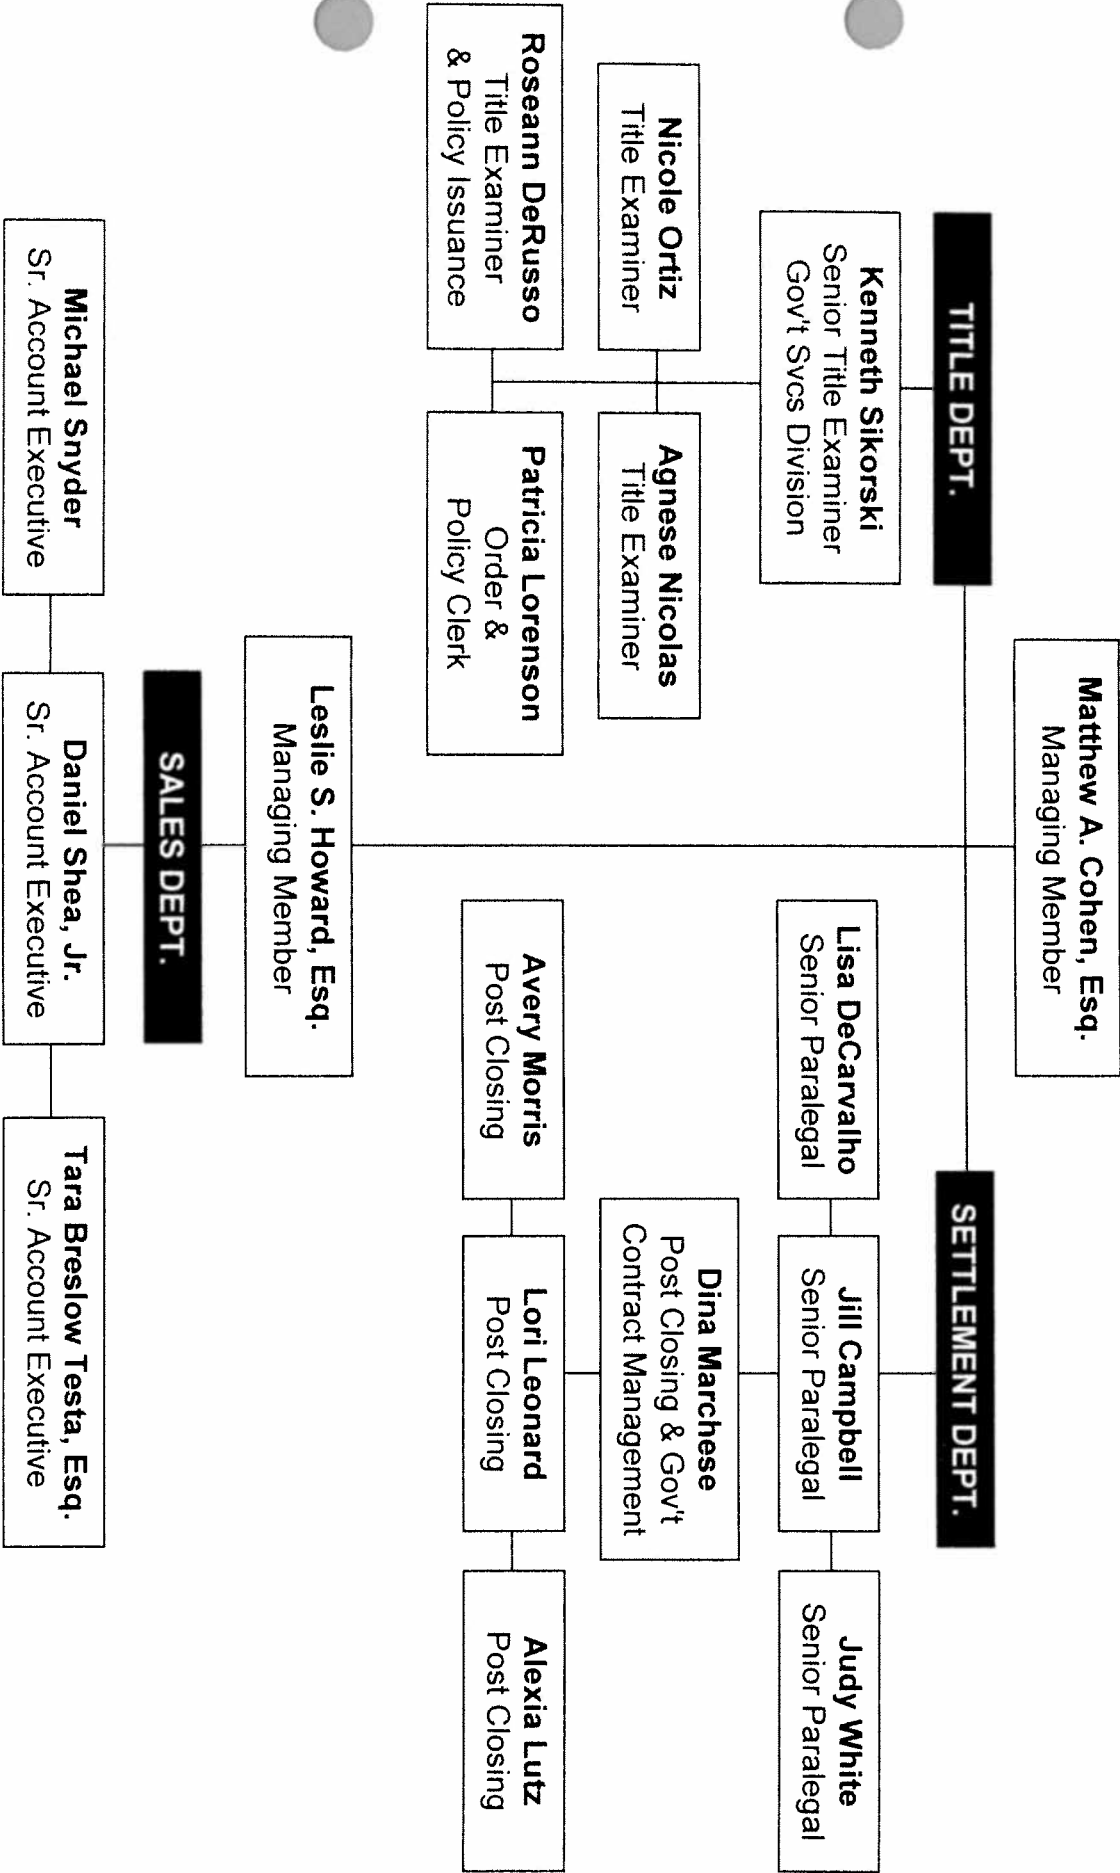 Matthew A. Cohen, Esq.
Managing Member
TITLE DEPT.
SETTLEMENT DEPT.
Kenneth Sikorski
Senior Title Examiner
Gov't Svcs Division
Lisa DeCarvalho
Senior Paralegal
Jill Campbell
Senior Paralegal
Judy White
Senior Paralegal
Nicole Ortiz
Title Examiner
Agnese Nicolas
Title Examiner
Dina Marchese
Post Closing & Gov't
Contract Management
Roseann DeRusso
Title Examiner
& Policy Issuance
Patricia Lorenson
Order &
Policy Clerk
Avery Morris
Post Closing
Lori Leonard
Post Closing
Alexia Lutz
Post Closing
Leslie S. Howard, Esq.
Managing Member
SALES DEPT.
Michael Snyder
Sr. Account Executive
Daniel Shea, Jr.
Sr. Account Executive
Tara Breslow Testa, Esq.
Sr. Account Executive